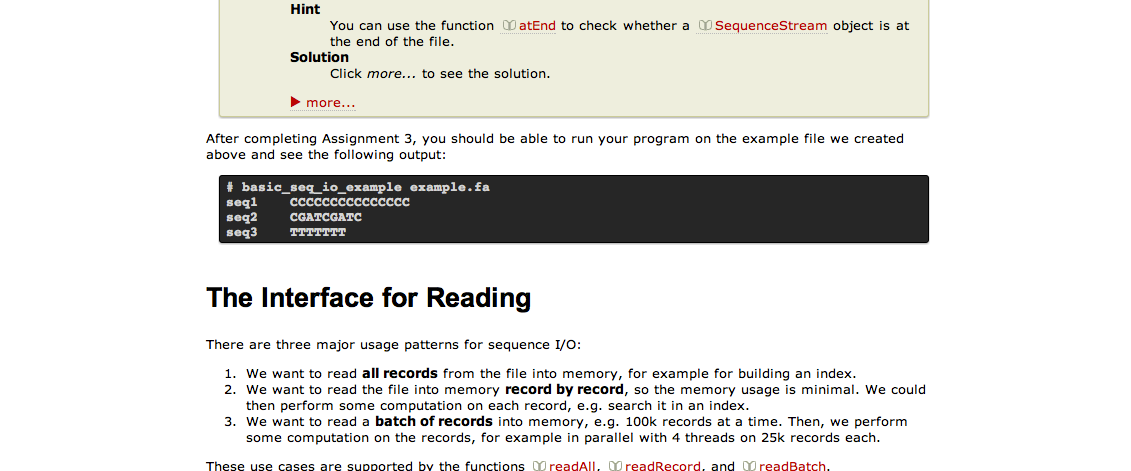 Hint
You can use the function atEnd to check whether a SequenceStream object is at
the end of the file.
Solution
Click more... to see the solution.
more...
After completing Assignment 3, you should be able to run your program on the example file we created
above and see the following output:
# basic_seq_io_example example.fa
seq1 CCCCCCCCCCCCCCC
seq2 CGATCGATC
seq3 TTTTTTT
The Interface for Reading
There are three major usage patterns for sequence I/O:
1. We want to read all records from the file into memory, for example for building an index.
2. We want to read the file into memory record by record, so the memory usage is minimal. We could
then perform some computation on each record, e.g. search it in an index.
3. We want to read a batch of records into memory, e.g. 100k records at a time. Then, we perform
some computation on the records, for example in parallel with 4 threads on 25k records each.
These use cases are supported by the functions readAll, readRecord, and readBatch.